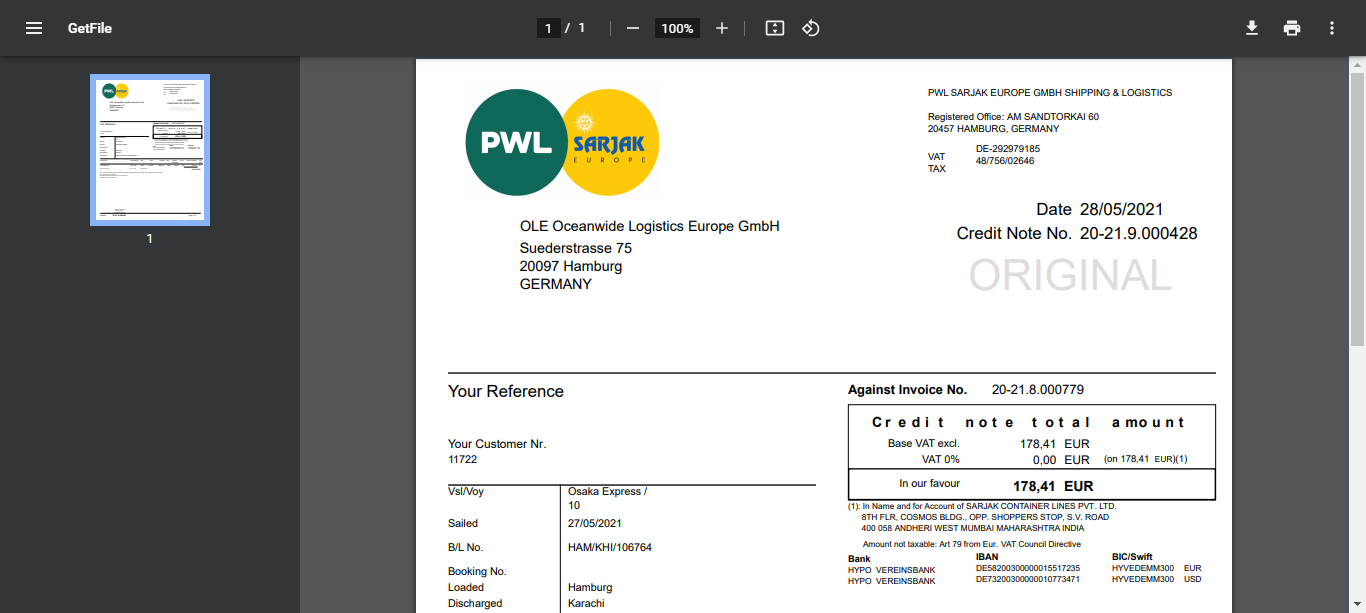 GetFile
1 / 1
100%
1
PWL
SARJAK
EUROPE
PWL SARJAK EUROPE GMBH SHIPPING & LOGISTICS
Registered Office: AM SANDTORKAI 60
20457 HAMBURG, GERMANY
VAT DE-292979185
TAX 48/756/02646
Date 28/05/2021
Credit Note No. 20-21.9.000428
ORIGINAL
OLE Oceanwide Logistics Europe GmbH
Suederstrasse 75
20097 Hamburg
GERMANY
Your Reference
Your Customer Nr.
11722
Against Invoice No. 20-21.8.000779
Credit note total amount
Base VAT excl. 178,41 EUR
VAT 0% 0,00 EUR (on 178,41 EUR)(1)
In our favour 178,41 EUR
(1): In Name and for Account of SARJAK CONTAINER LINES PVT. LTD.
8TH FLR, COSMOS BLDG., OPP. SHOPPERS STOP, S.V. ROAD
400 058 ANDHERI WEST MUMBAI MAHARASHTRA INDIA
Amount not taxable: Art 79 from Eur. VAT Council Directive
Bank IBAN BIC/Swift
HYPO VEREINSBANK DE58200300000015517235 HYVEDEMM300 EUR
HYPO VEREINSBANK DE73200300000010773471 HYVEDEMM300 USD
Vsl/Voy Osaka Express /
10
Sailed 27/05/2021
B/L No. HAM/KHI/106764
Booking No.
Loaded Hamburg
Discharged Karachi